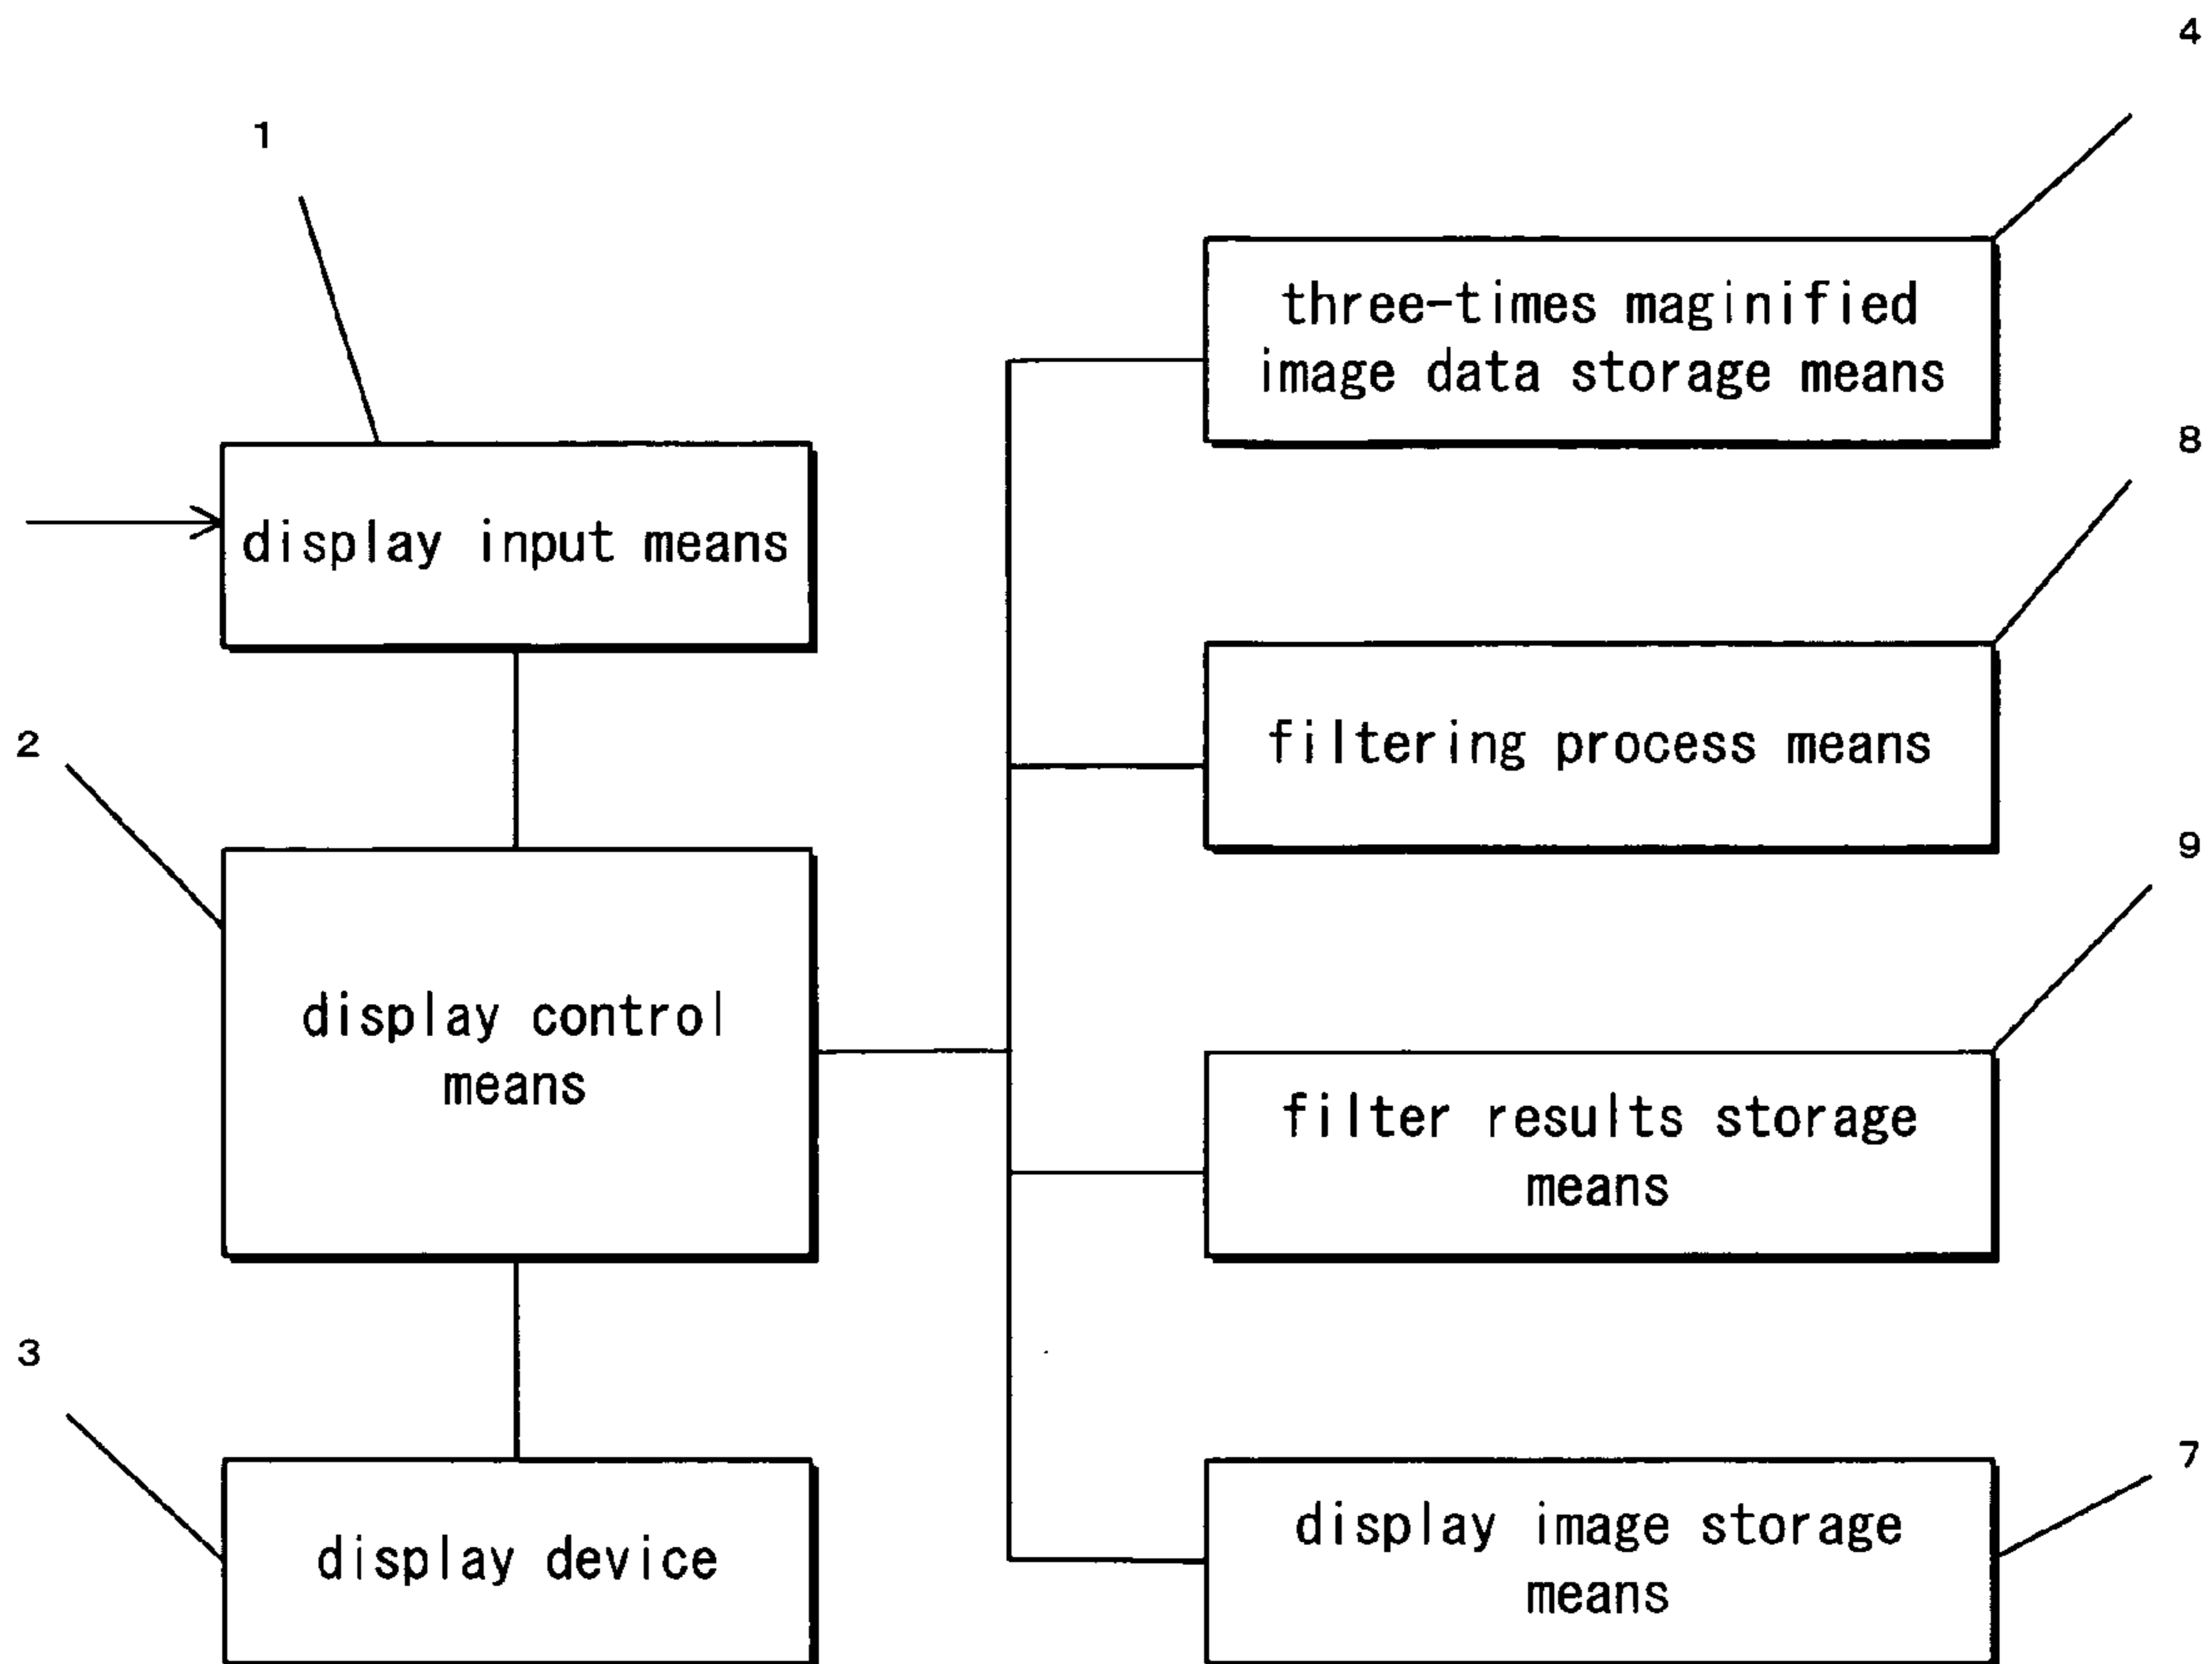 4
1
three-times maginified
image data storage means
8
display input means
2
filtering process means
9
display control
means
filter results storage
means
3
7
display device
display image storage
means